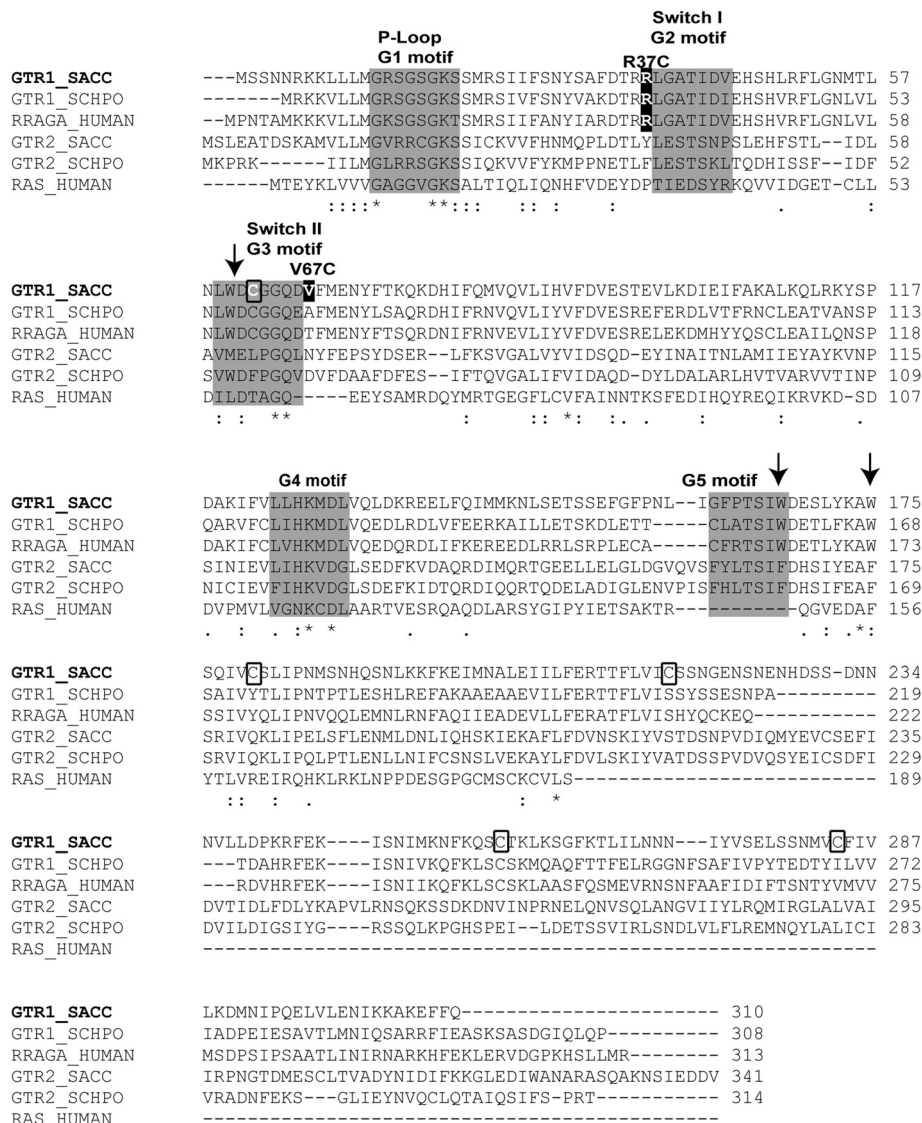 P-Loop
G1 motif
Switch I
G2 motif
R37C
GTR1_SACC ---MSSNNRKKLLLMGRSGSGKSSMRSIIFSNYSAFDTRRLGATIDVEHSHLRFLGNMTL 57
GTR1_SCHPO -------MRKKVLLMGRSGSGKSSMRSIVFSNYVAKDTRRLGATIDIEHSHVRFLGNLVL 53
RRAGA_HUMAN --MPNTAMKKKVLLMGRSGSGKTSMRSIIFANYIARDTRRLGATIDVEHSHVRFLGNLVL 58
GTR2_SACC MSLEATDSKAMVLLMGVRRCGKSSICKVVFHNMQPLDTLYLESTSNPSLEHFSTL-IDL 58
GTR2_SCHPO MKPRK------IILMGLRRCGKSSIQKVVFYKMPPNETLFLESTSKLTQDHISSF-IDF 52
RAS_HUMAN ------MTEYKLVVVGAGGVGKSALTIQLIQNHFVDEYDPTIEDSYRKQVVIDGET-CLL 53
::::* **::: :: : : . :
Switch II
G3 motif
V67C
GTR1_SACC NLWDCGGQDVFMENYFTKQKDHIFQMVQVLIHVFDVESTEVLKDIEIFAKALKQLRKYSP 117
GTR1_SCHPO NLWDCGGQEAFMENYLSAQRDHIFRNVQVLIYVFDVESREFERDLVTFRNCLEATVANSP 113
RRAGA_HUMAN NLWDCGGQDTFMENYFTSQRDNIFRNVEVLIYVFDVESRELEKDMHYYQSCLEAILQNSP 118
GTR2_SACC AVMELPGQLNYFEPSYDSER--LFKSVGALVYVIDSQD-EYINAITNLAMIIEYAYKVNP 115
GTR2_SCHPO SVWDFPGQVDVFDAAFDFES--IFTQVGALIFVIDAQD-DYLDALARLHVTVARVVTINP 109
RAS_HUMAN DILDTAGQ----EEYSAMRDQYMRTGEGFLCVFAINNTKSFEDIHQYREQIKRVKD-SD 107
: : ** : : : :* ::. . : : .
G4 motif
G5 motif
GTR1_SACC DAKIFVLLHKMDLVQLDKREELFQIMMKNLSETSSEFGFPNL--IGFPTSIWDESLYKAW 175
GTR1_SCHPO QARVFCLIHKMDLVQEDLRDLVFEERKAILLETSKDLETT-----CLATSIWDETLFKAW 168
RRAGA_HUMAN DAKIFCLVHKMDLVQEDQRDLIFKEREEDLRRLSRPLECA-----CFRTSIWDETLYKAW 173
GTR2_SACC SINIEVLIHKVDGLSEDFKVDAQRDIMQRTGEELLELGLDGVQVSFYLTSIFDHSIYEAF 175
GTR2_SCHPO NICIEVFIHKVDGLSDEFKIDTQRDIQQRTQDELADIGLENVPISFHLTSIFDHSIFEAF 169
RAS_HUMAN DVPMVLVGNKCDLAARTVESRQAQDLARSYGIPYIETSAKTR---------QGVEDAF 156
. . :* * . . : . *:
GTR1_SACC SQIVCSLIPNMSNHQSNLKKFKEIMNALEIILFERTTFLVICSSNGENSNENHDSS-DNN 234
GTR1_SCHPO SAIVYTLIPNTPTLESHLREFAKAAEAAEVILFERTTFLVISSYSSESNPA--------- 219
RRAGA_HUMAN SSIVYQLIPNVQQLEMNLRNFAQIIEADEVLLFERATFLVISHYQCKEQ----------- 222
GTR2_SACC SRIVQKLIPELSFLENMLDNLIQHSKIEKAFLFDVNSKIYVSTDSNPVDIQMYEVCSEFI 235
GTR2_SCHPO SRVIQKLIPQLPTLENLLNIFCSNSLVEKAYLFDVLSKIYVATDSSPVDVQSYEICSDFI 229
RAS_HUMAN YTLVREIRQHKLRKLNPPDESGPGCMSCKCVLS--------------------------- 189
:: : . : *
GTR1_SACC NVLLDPKRFEK----ISNIMKNFKQSCTKLKSGFKTLILNNN---IYVSELSSNMVCFIV 287
GTR1_SCHPO --TDAHRFEK----ISNIVKQFKLSCSKMQAQFTTFELRGGNFSAFIVPYTEDTYILVV 272
RRAGA_HUMAN --RDVHRFEK----ISNIIKQFKLSCSKLAASFQSMEVRNSNFAAFIDIFTSNTYVMVV 275
GTR2_SACC DVTIDLFDLYKAPVLRNSQKSSDKDNVINPRNELQNVSQLANGVIIYLRQMIRGLALVAI 295
GTR2_SCHPO DVILDIGSIYG----RSSQLKPGHSPEI--LDETSSVIRLSNDLVLFLREMNQYLALICI 283
RAS_HUMAN ------------------------------------------------------------
GTR1_SACC LKDMNIPQELVLENIKKAKEFFQ---------------------- 310
GTR1_SCHPO IADPEIESAVTLMNIQSARRFFIEASKSASDGIQLQP--------- 308
RRAGA_HUMAN MSDPSIPSAATLINIRNARKHFEKLERVDGPKHSLLMR-------- 313
GTR2_SACC IRPNGTDMESCLTVADYNIDIFKKGLEDIWANARASQAKNSIEDDV 341
GTR2_SCHPO VRADNFEKS----GLIEYNVQCLQTAIQSIFS-PRT---------- 314
RAS_HUMAN ----------------------------------------------